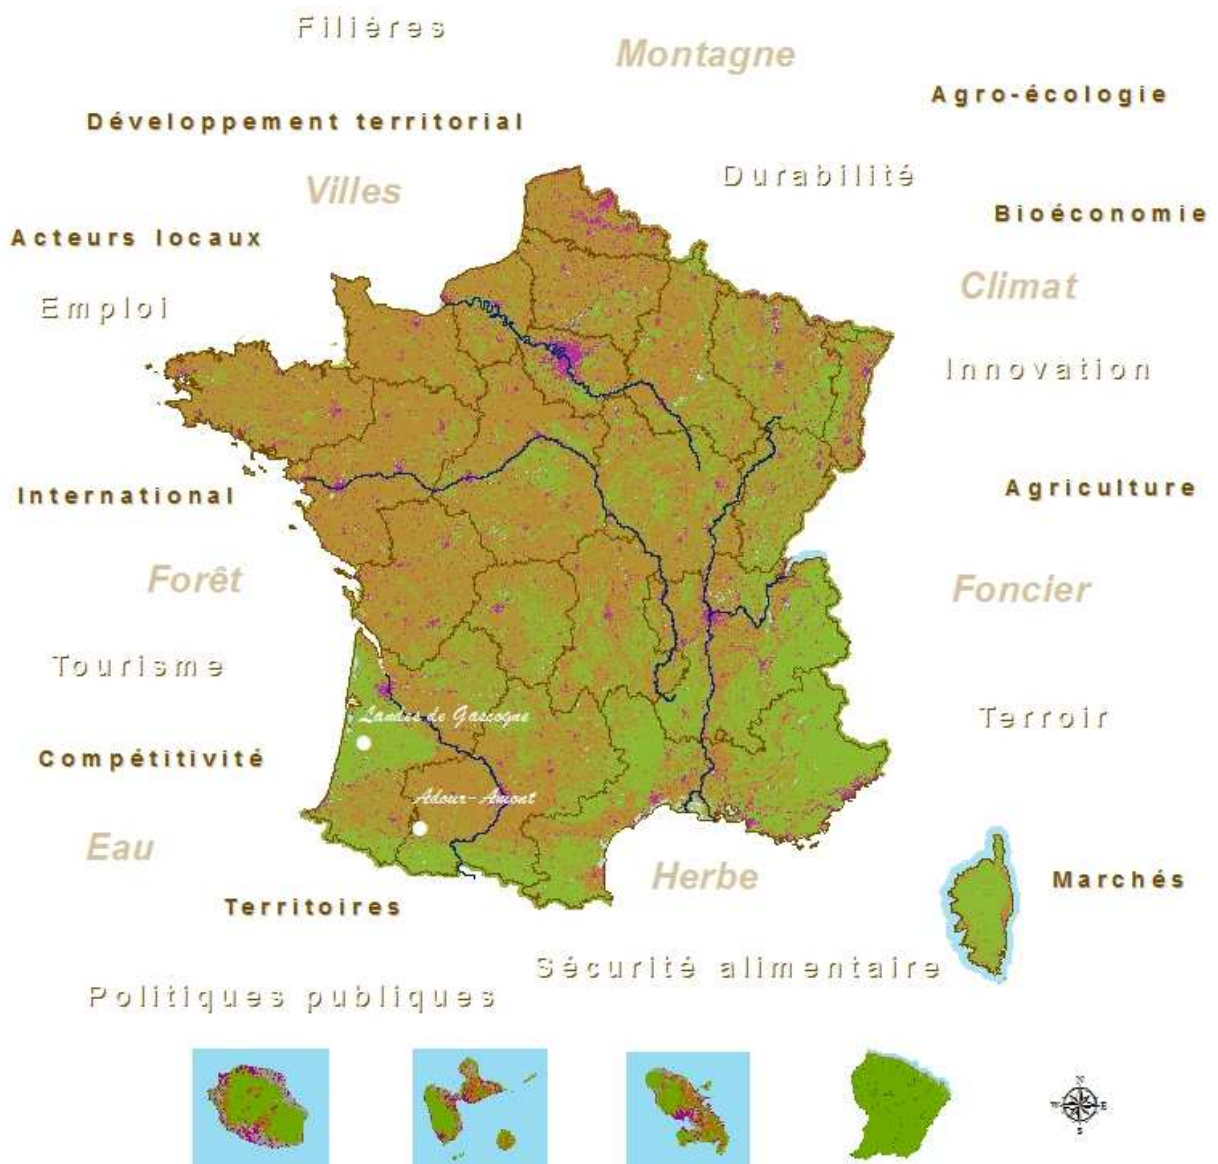 Filières
Montagne
Agro-écologie
Développement territorial
Durabilité
Villes
Bioéconomie
Acteurs locaux
Climat
Emploi
Innovation
International
Agriculture
Forêt
Foncier
Tourisme
Landes de Gascogne
Terroir
Compétitivité
Adour-Amont
Eau
Herbe
Marchés
Territoires
Sécurité alimentaire
Politiques publiques
N
W E
S